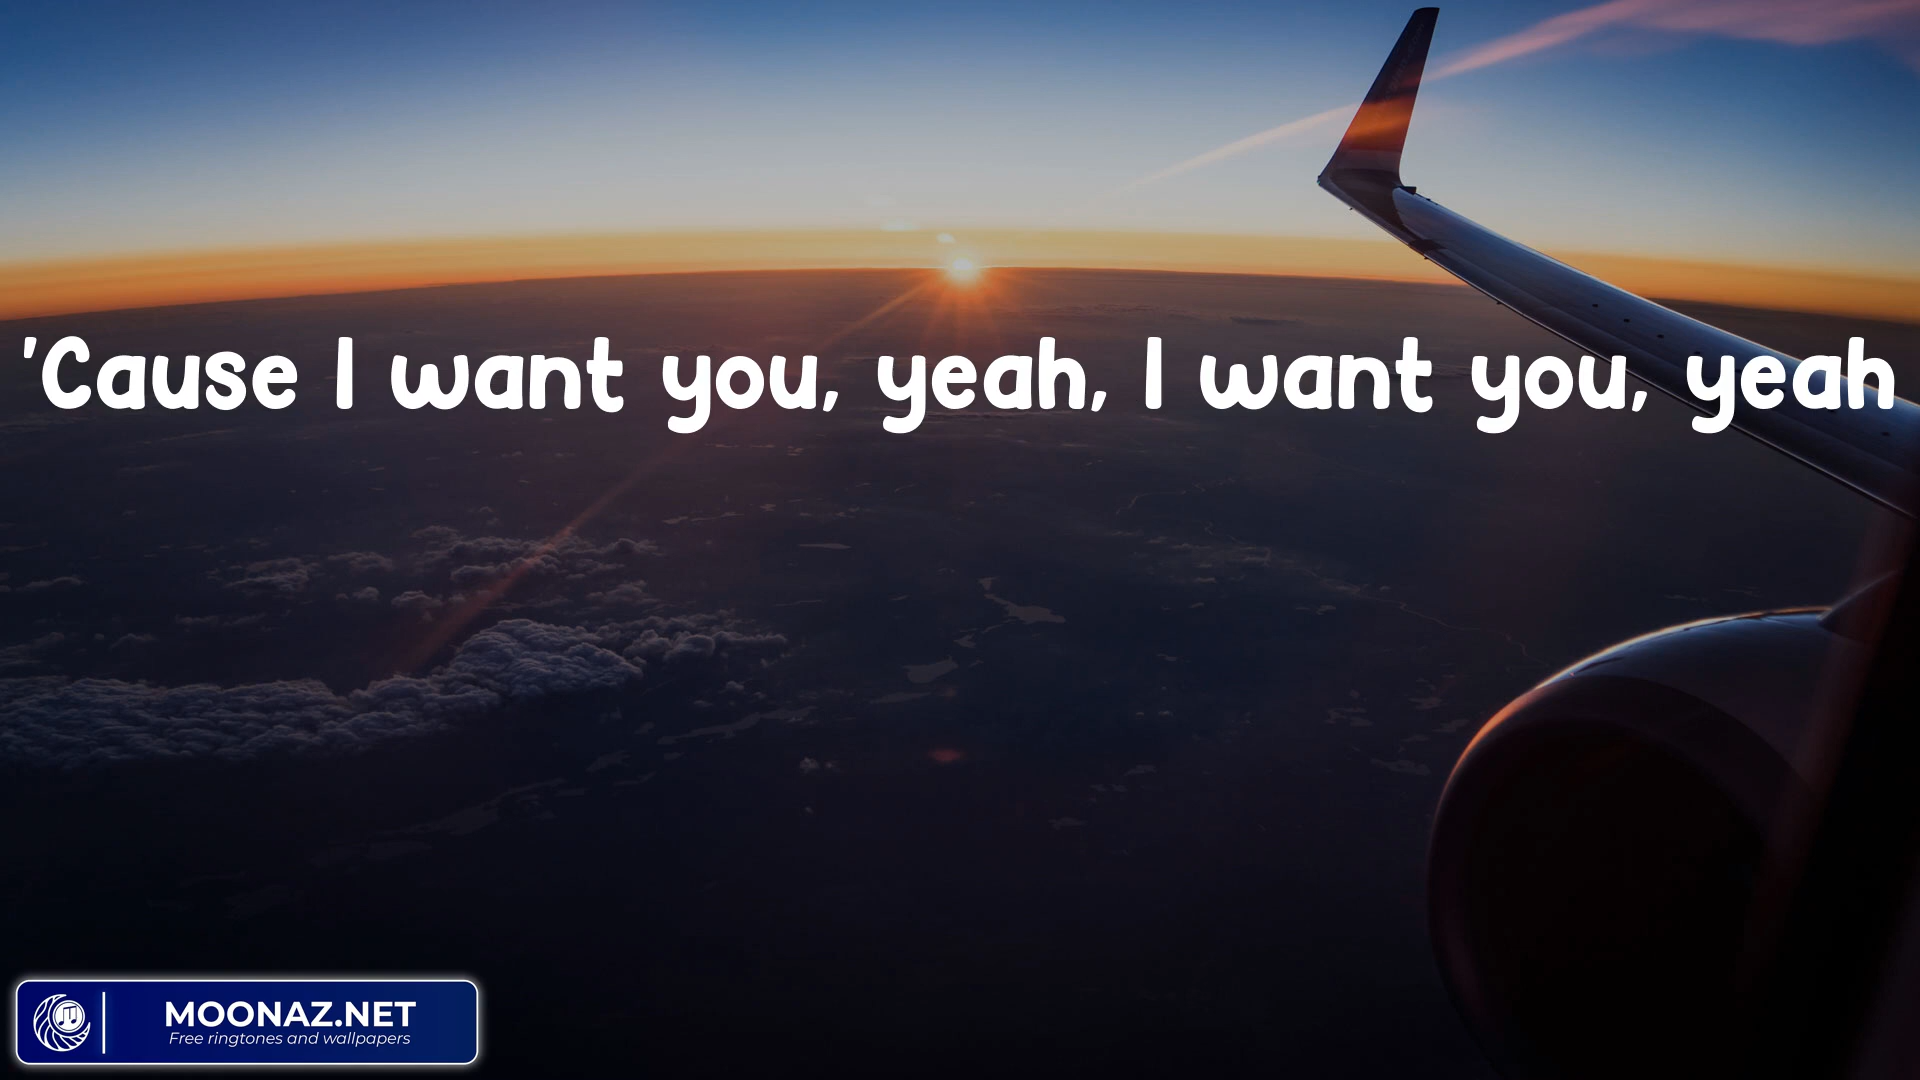 'Cause I want you, yeah, I want you, yeah
MOONAZ.NET
Free ringtones and wallpapers